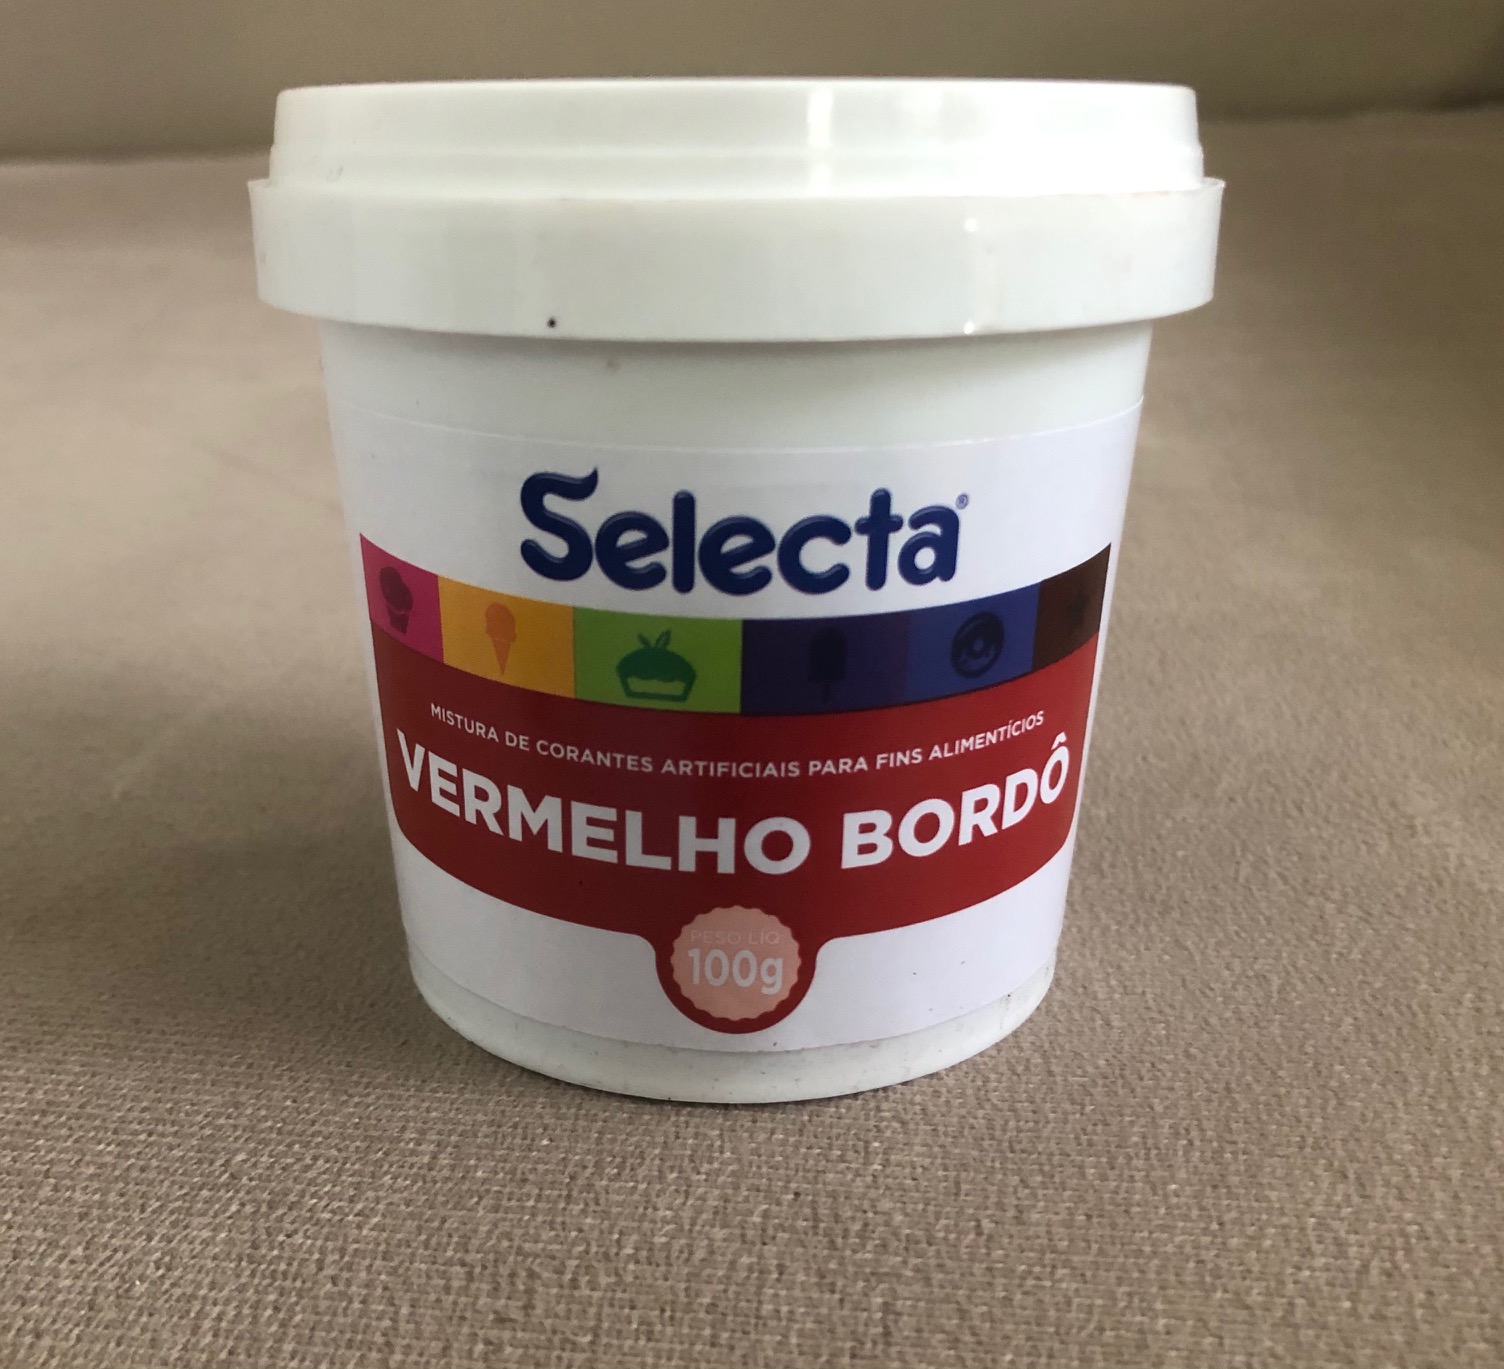 Selecta®
MISTURA DE CORANTES ARTIFICIAIS PARA FINS ALIMENTÍCIOS
VERMELHO BORDÔ
PESO LÍQ
100g